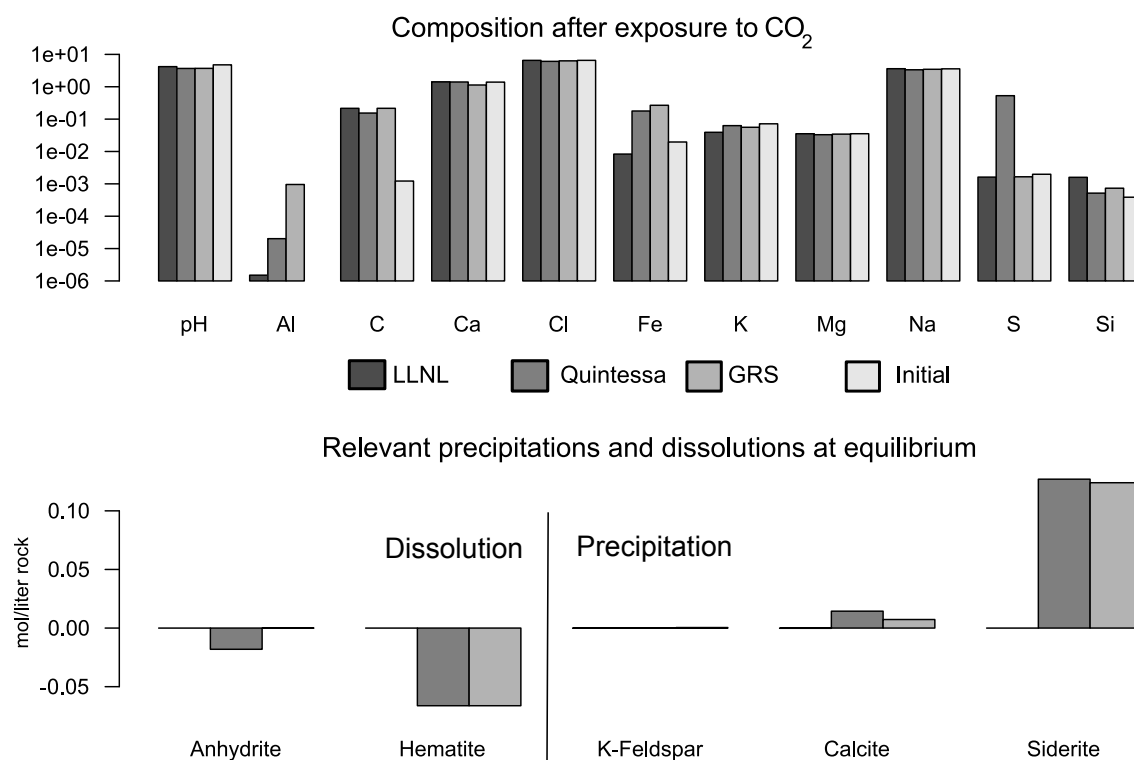 Composition after exposure to CO2
1e+01
1e+00
1e-01
1e-02
1e-03
1e-04
1e-05
1e-06
pH Al C Ca Cl Fe K Mg Na S Si
LLNL Quintessa GRS Initial
Relevant precipitations and dissolutions at equilibrium
mol/liter rock
0.10
0.05
0.00
-0.05
Dissolution Precipitation
Anhydrite Hematite K-Feldspar Calcite Siderite